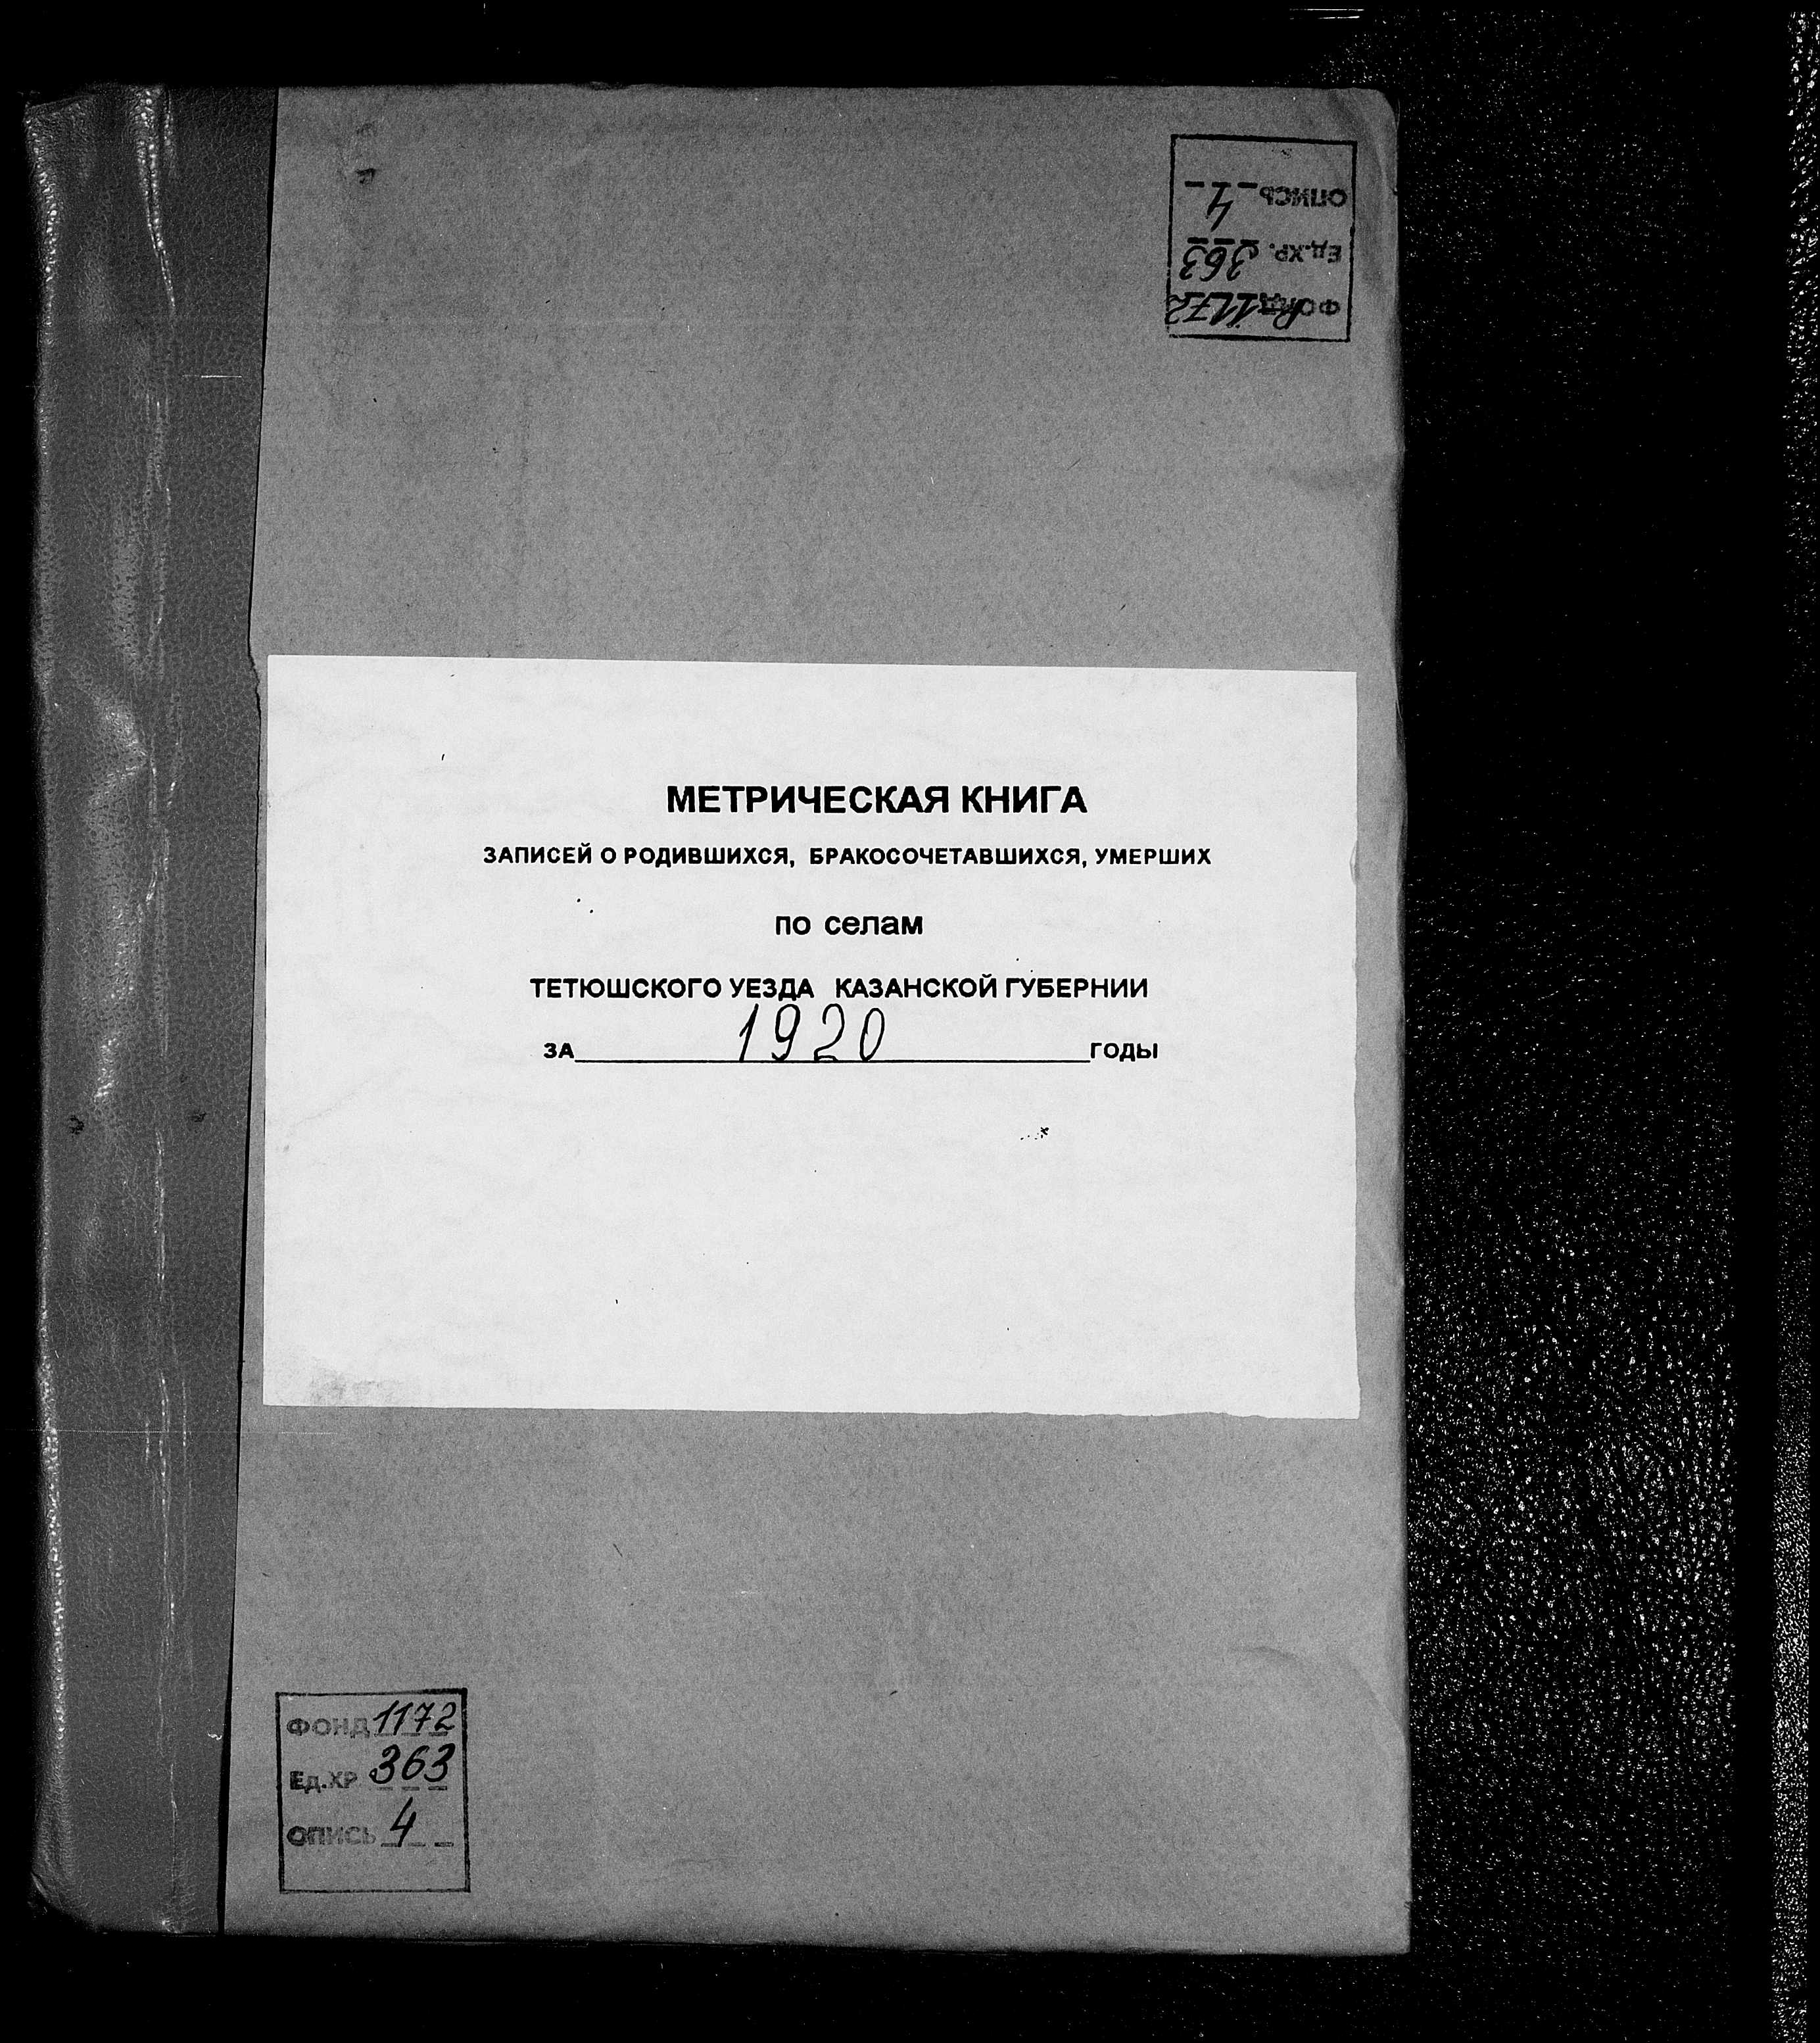 ОПИСЬ 4
Ед.ХР. 363
ФОНД R1172
МЕТРИЧЕСКАЯ КНИГА
ЗАПИСЕЙ О РОДИВШИХСЯ, БРАКОСОЧЕТАВШИХСЯ, УМЕРШИХ
по селам
ТЕТЮШСКОГО УЕЗДА КАЗАНСКОЙ ГУБЕРНИИ
ЗА 1920 ГОДЫ
ФОНД 1172
Ед.ХР 363
ОПИСЬ 4